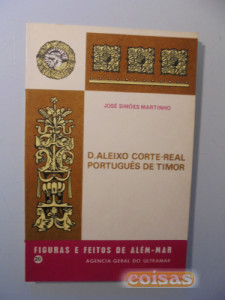 JOSÉ SIMÕES MARTINHO
D. ALEIXO CORTE-REAL
PORTUGUÊS DE TIMOR
FIGURAS E FEITOS DE ALÉM-MAR
AGÊNCIA GERAL DO ULTRAMAR
coisas